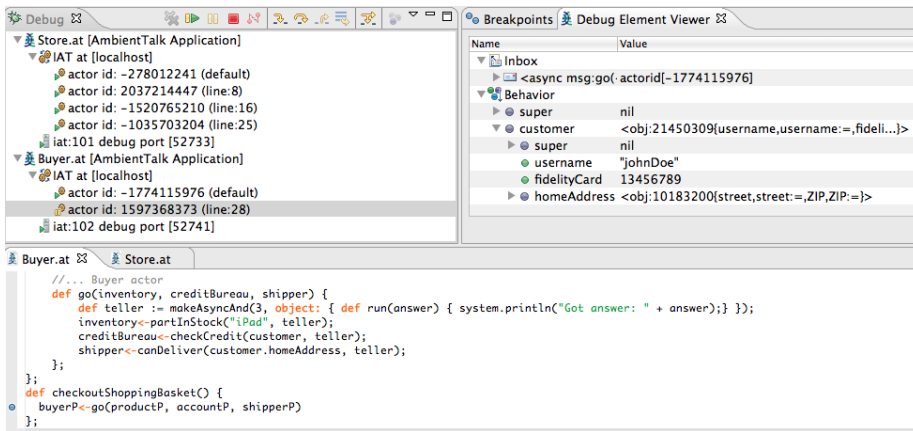 Debug
Store.at [AmbientTalk Application]
IAT at [localhost]
actor id: -278012241 (default)
actor id: 2037214447 (line:8)
actor id: -1520765210 (line:16)
actor id: -1035703204 (line:25)
iat:101 debug port [52733]
Buyer.at [AmbientTalk Application]
IAT at [localhost]
actor id: -1774115976 (default)
actor id: 1597368373 (line:28)
iat:102 debug port [52741]
Breakpoints Debug Element Viewer
Name Value
Inbox
<async msg:go(· actorid[-1774115976]
Behavior
super nil
customer <obj:21450309{username,username:=,fideli...}>
super nil
username "johnDoe"
fidelityCard 13456789
homeAddress <obj:10183200{street,street:=,ZIP,ZIP:=}>
Buyer.at Store.at
//... Buyer actor
def go(inventory, creditBureau, shipper) {
def teller := makeAsyncAnd(3, object: { def run(answer) { system.println("Got answer: " + answer);} });
inventory<-partInStock("iPad", teller);
creditBureau<-checkCredit(customer, teller);
shipper<-canDeliver(customer.homeAddress, teller);
};
};
def checkoutShoppingBasket() {
buyerP<-go(productP, accountP, shipperP)
};